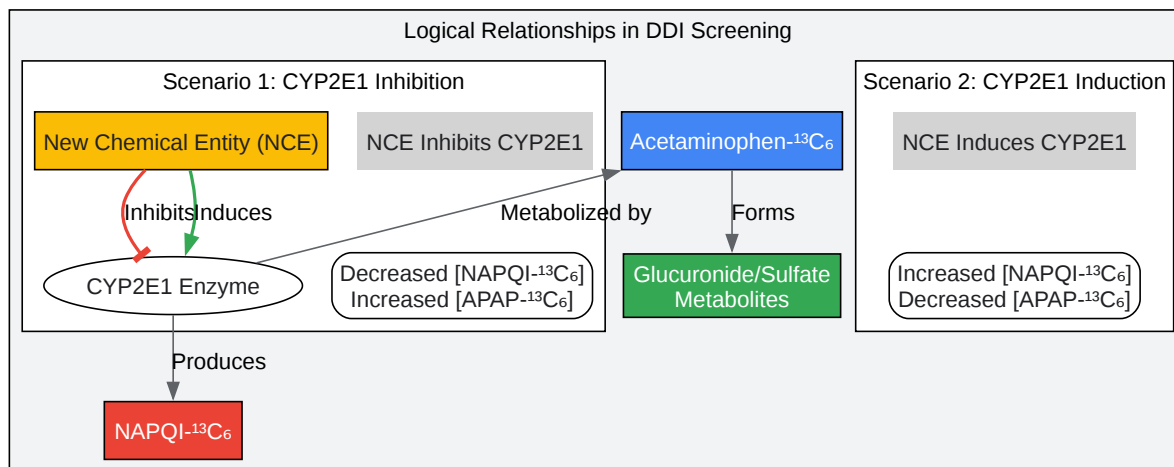 Logical Relationships in DDI Screening
Scenario 1: CYP2E1 Inhibition
Scenario 2: CYP2E1 Induction
New Chemical Entity (NCE)
NCE Inhibits CYP2E1
Acetaminophen-¹³C₆
NCE Induces CYP2E1
Inhibits
Induces
Metabolized by
Forms
CYP2E1 Enzyme
Decreased [NAPQI-¹³C₆]
Increased [APAP-¹³C₆]
Glucuronide/Sulfate
Metabolites
Increased [NAPQI-¹³C₆]
Decreased [APAP-¹³C₆]
Produces
NAPQI-¹³C₆